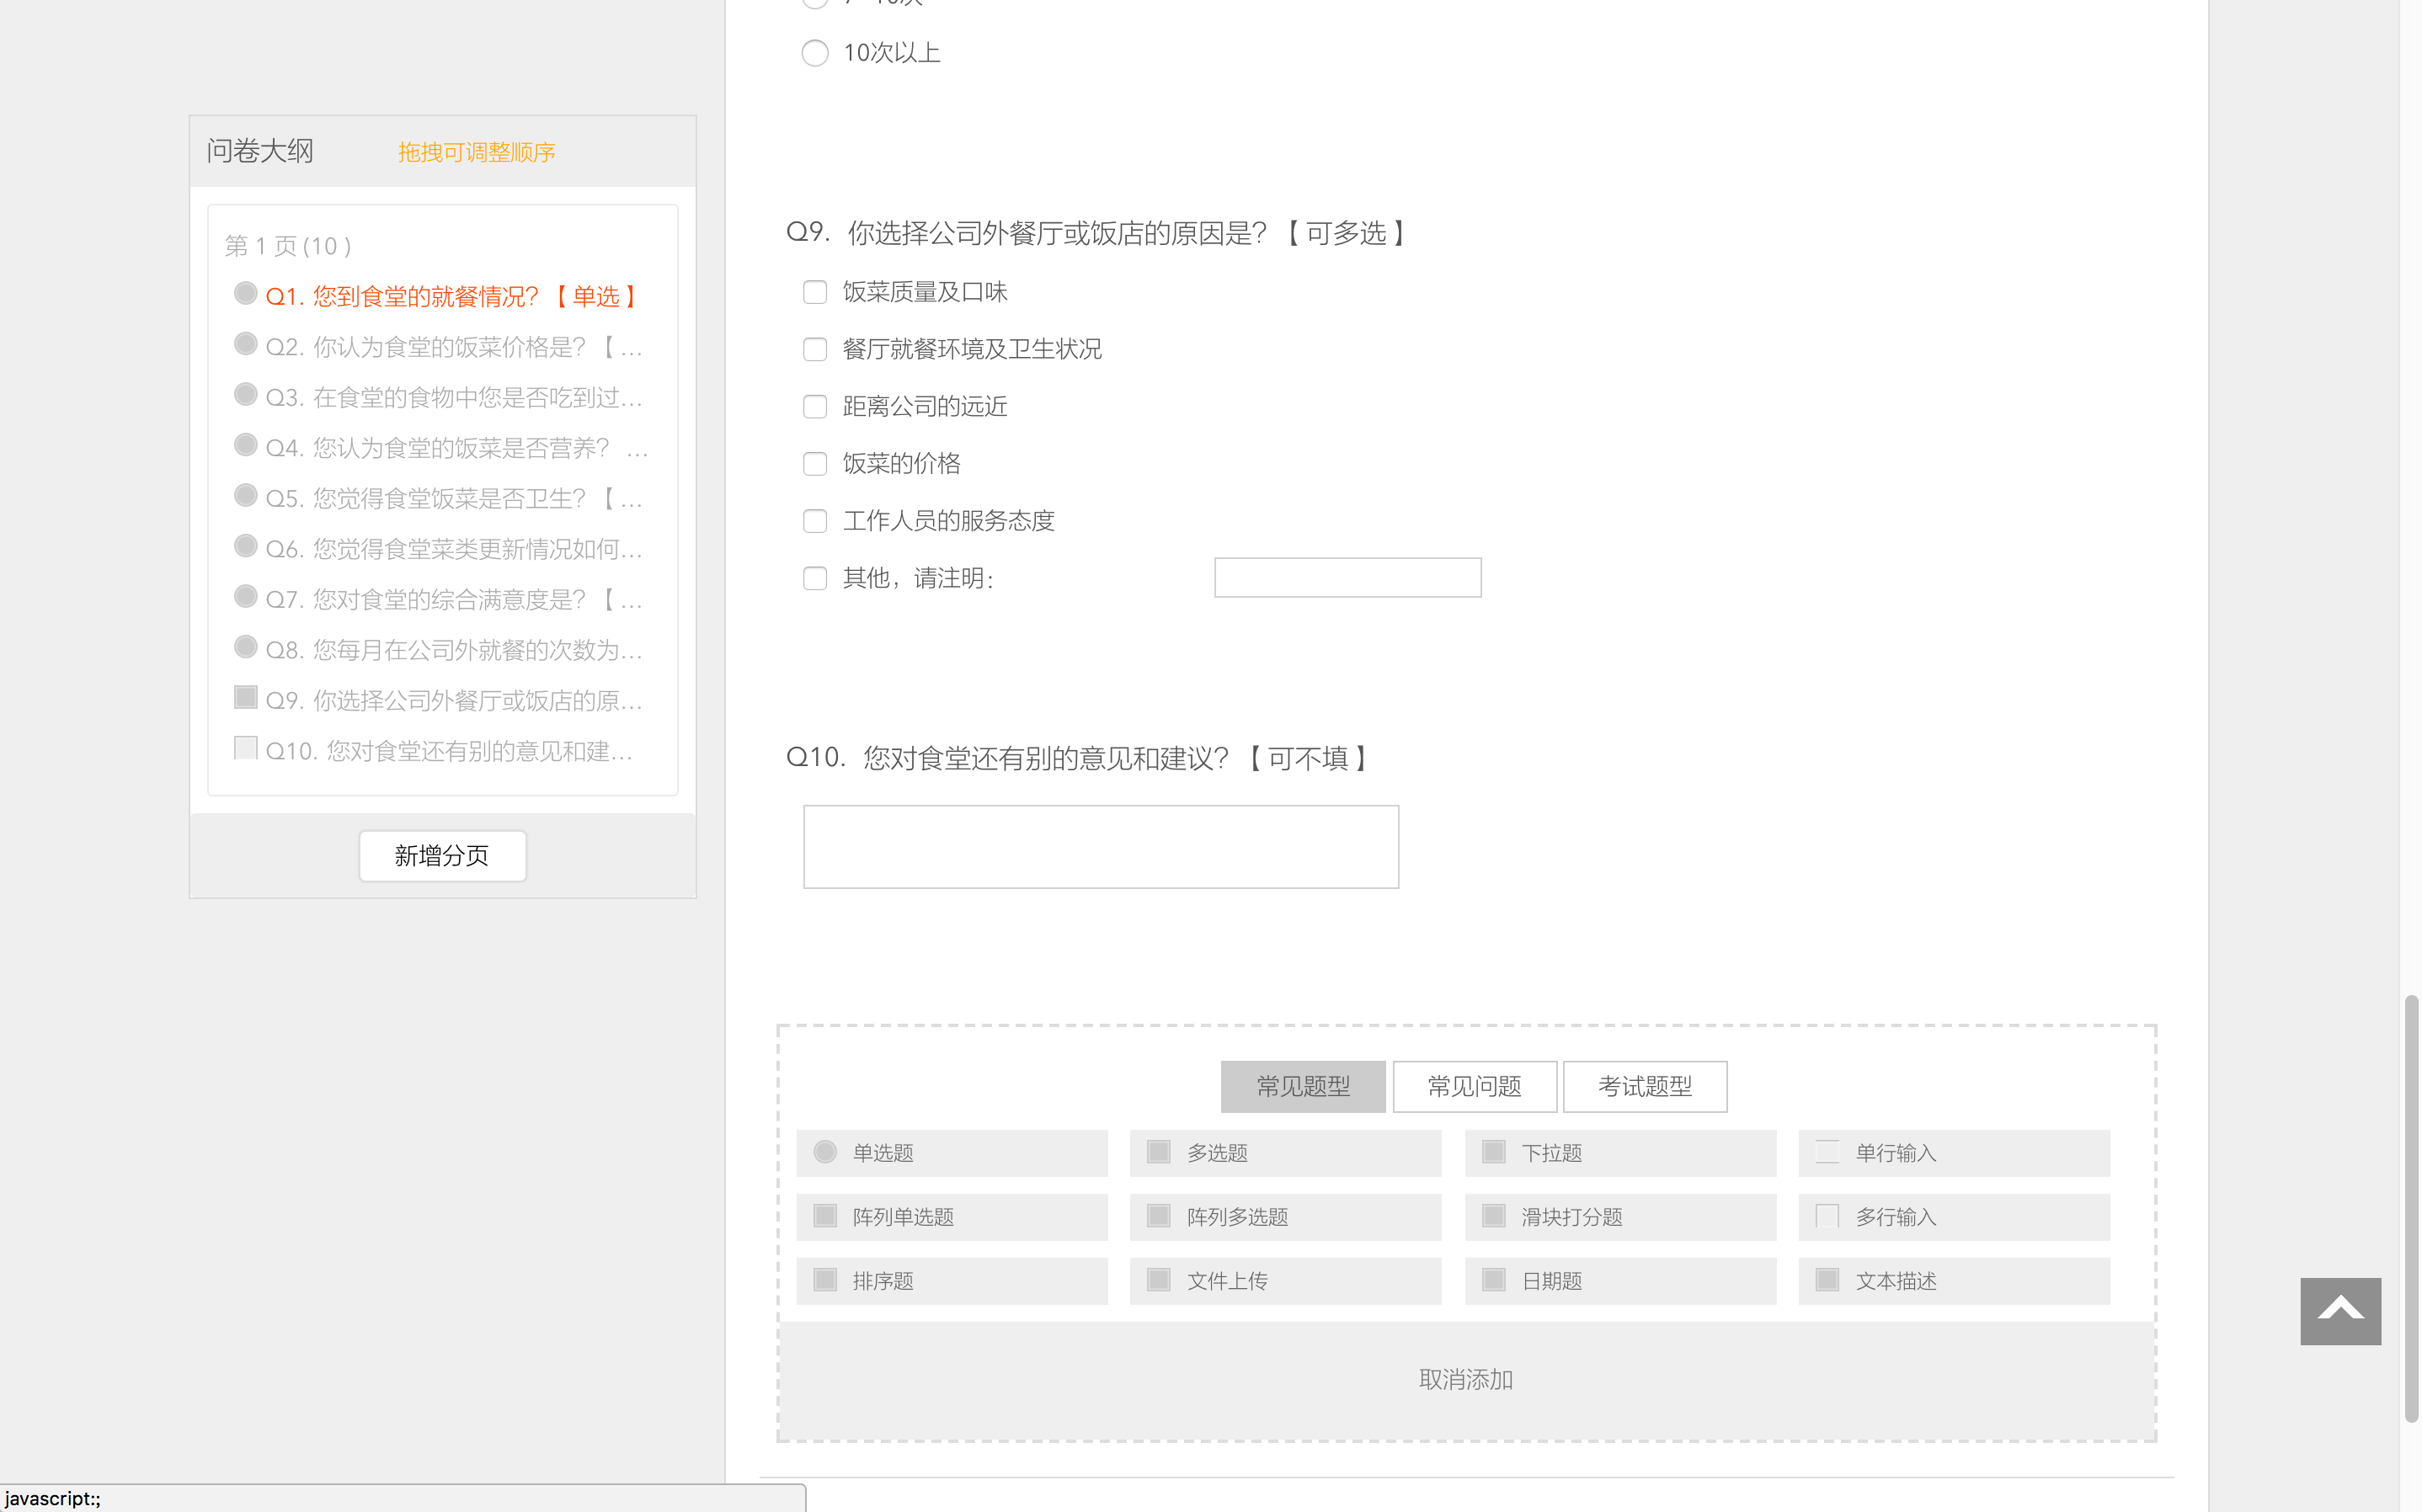 10次以上
问卷大纲 拖拽可调整顺序
第 1 页 (10 )
Q1. 您到食堂的就餐情况？【 单选 】
Q2. 你认为食堂的饭菜价格是？【 ...
Q3. 在食堂的食物中您是否吃到过...
Q4. 您认为食堂的饭菜是否营养？ ...
Q5. 您觉得食堂饭菜是否卫生？【 ...
Q6. 您觉得食堂菜类更新情况如何...
Q7. 您对食堂的综合满意度是？【 ...
Q8. 您每月在公司外就餐的次数为...
Q9. 你选择公司外餐厅或饭店的原...
Q10. 您对食堂还有别的意见和建...
新增分页
Q9. 你选择公司外餐厅或饭店的原因是？【 可多选 】
饭菜质量及口味
餐厅就餐环境及卫生状况
距离公司的远近
饭菜的价格
工作人员的服务态度
其他，请注明：
Q10. 您对食堂还有别的意见和建议？【 可不填 】
常见题型 常见问题 考试题型
单选题 多选题 下拉题 单行输入
阵列单选题 阵列多选题 滑块打分题 多行输入
排序题 文件上传 日期题 文本描述
取消添加
javascript:;